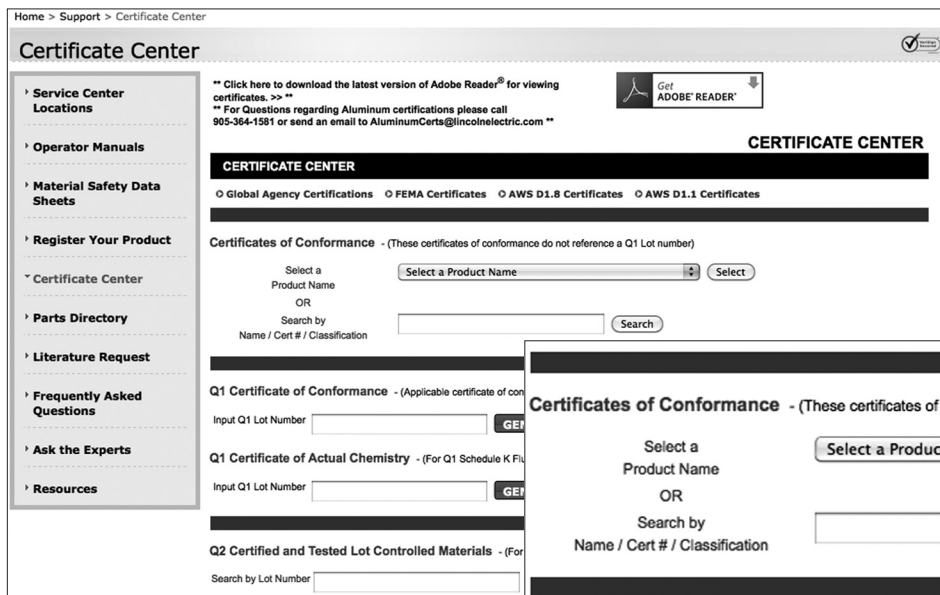 Home > Support > Certificate Center
Certificate Center
Service Center
Locations
Operator Manuals
Material Safety Data
Sheets
Register Your Product
Certificate Center
Parts Directory
Literature Request
Frequently Asked
Questions
Ask the Experts
Resources
** Click here to download the latest version of Adobe Reader® for viewing
certificates. >> **
** For Questions regarding Aluminum certifications please call
905-364-1581 or send an email to AluminumCerts@lincolnelectric.com **
Get
ADOBE® READER®
CERTIFICATE CENTER
CERTIFICATE CENTER
Global Agency Certifications FEMA Certificates AWS D1.8 Certificates AWS D1.1 Certificates
Certificates of Conformance - (These certificates of conformance do not reference a Q1 Lot number)
Select a
Product Name
Select a Product Name Select
OR
Search by
Name / Cert # / Classification
Search
Q1 Certificate of Conformance - (Applicable certificate of con
Input Q1 Lot Number GEN
Q1 Certificate of Actual Chemistry - (For Q1 Schedule K Flu
Input Q1 Lot Number GEN
Q2 Certified and Tested Lot Controlled Materials - (For
Search by Lot Number
Certificates of Conformance - (These certificates of
Select a
Product Name
Select a Produc
OR
Search by
Name / Cert # / Classification